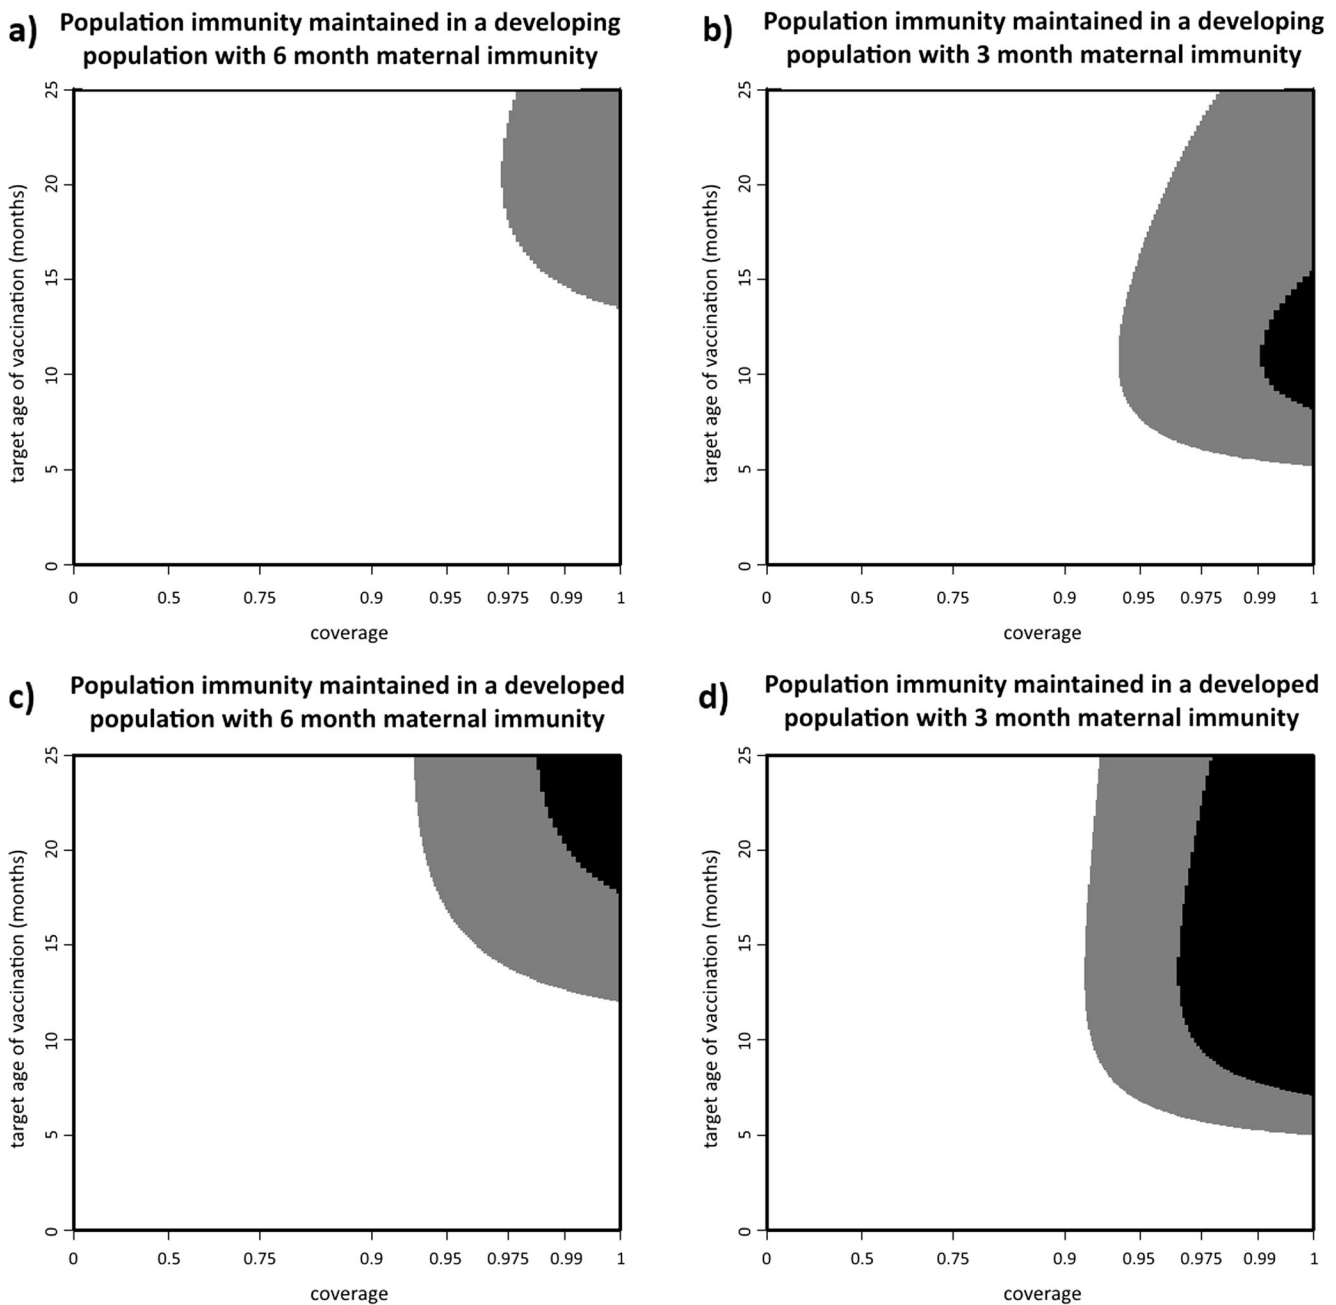 a)
Population immunity maintained in a developing
population with 6 month maternal immunity
25
20
15
10
5
0
target age of vaccination (months)
0 0.5 0.75 0.9 0.95 0.975 0.99 1
coverage
b)
Population immunity maintained in a developing
population with 3 month maternal immunity
25
20
15
10
5
0
target age of vaccination (months)
0 0.5 0.75 0.9 0.95 0.975 0.99 1
coverage
c)
Population immunity maintained in a developed
population with 6 month maternal immunity
25
20
15
10
5
0
target age of vaccination (months)
0 0.5 0.75 0.9 0.95 0.975 0.99 1
coverage
d)
Population immunity maintained in a developed
population with 3 month maternal immunity
25
20
15
10
5
0
target age of vaccination (months)
0 0.5 0.75 0.9 0.95 0.975 0.99 1
coverage